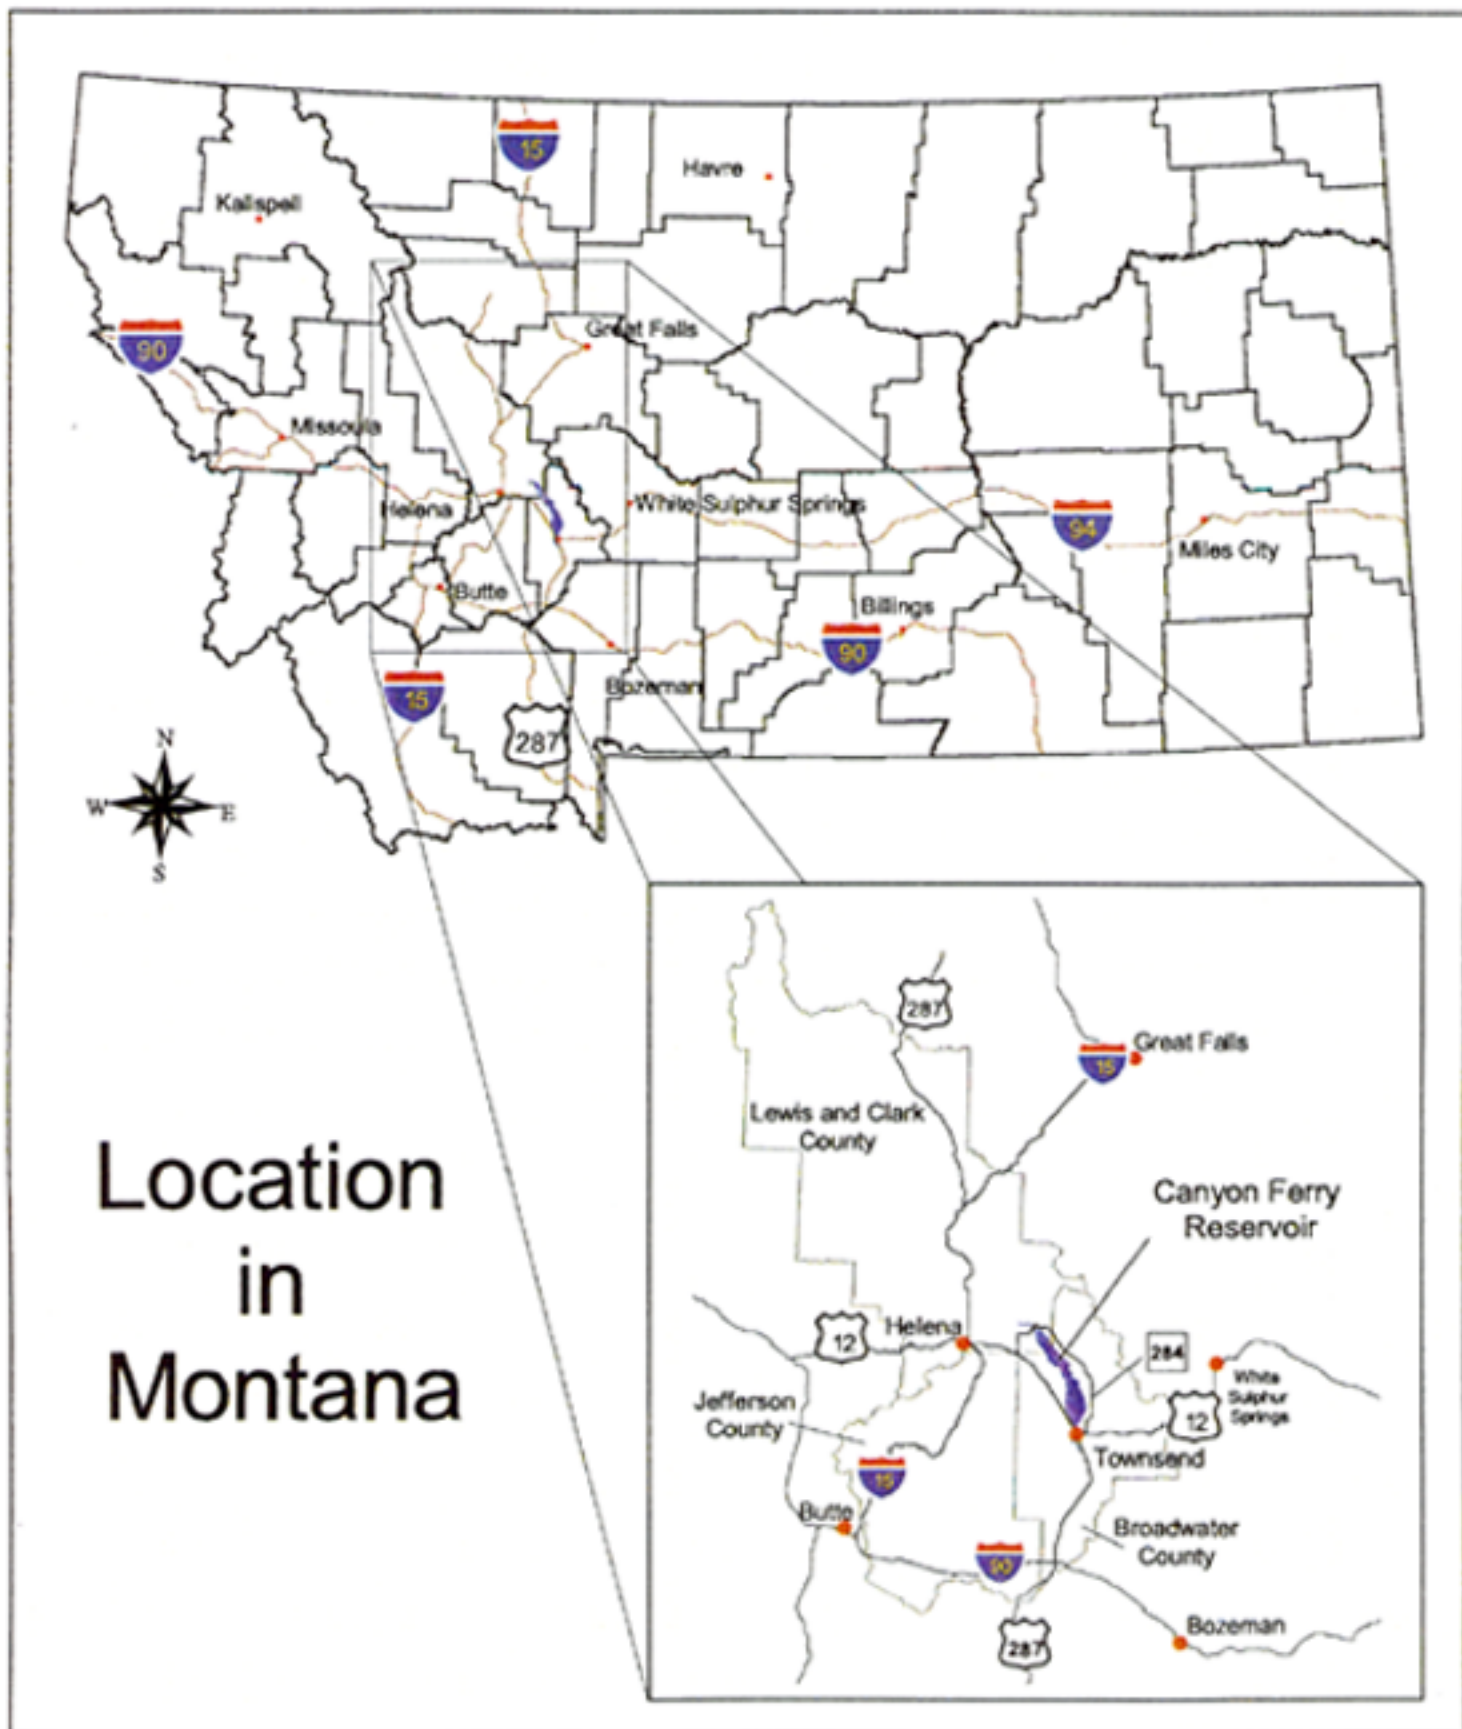 15
Havre
Kalispell
Great Falls
90
Missoula
Helena
White Sulphur Springs
94
Miles City
Butte
Billings
90
15
Bozeman
287
N
W
E
S
Location
in
Montana
287
Great Falls
15
Lewis and Clark
County
Canyon Ferry
Reservoir
12
Helena
284
White
Sulphur
Springs
12
Jefferson
County
Townsend
15
Butte
Broadwater
County
90
Bozeman
287